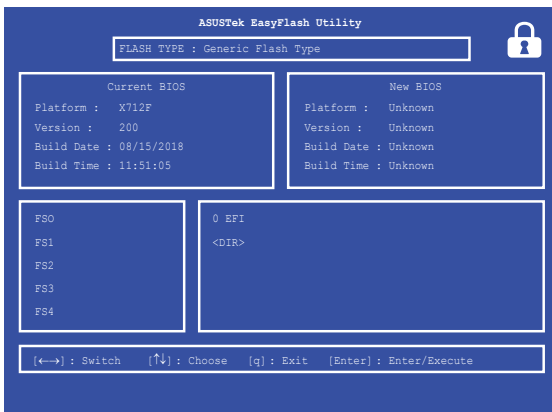 ASUSTek EasyFlash Utility
FLASH TYPE : Generic Flash Type
Current BIOS
Platform : X712F
Version : 200
Build Date : 08/15/2018
Build Time : 11:51:05
New BIOS
Platform : Unknown
Version : Unknown
Build Date : Unknown
Build Time : Unknown
FSO
FS1
FS2
FS3
FS4
0 EFI
<DIR>
[←→] : Switch [↑↓] : Choose [q] : Exit [Enter] : Enter/Execute